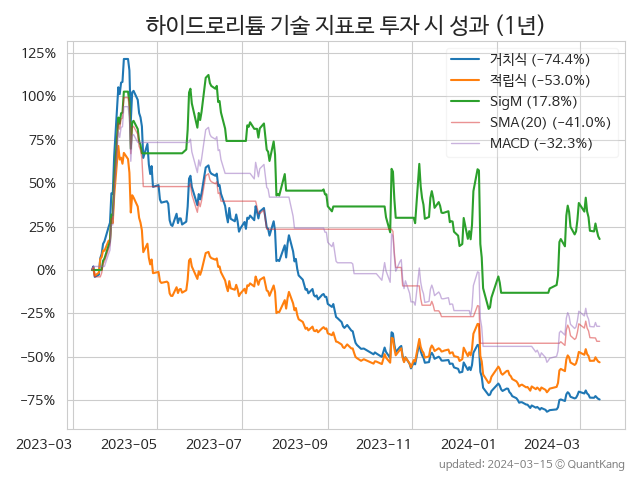 하이드로리튬 기술 지표로 투자 시 성과 (1년)
125%
100%
75%
50%
25%
0%
−25%
−50%
−75%
거치식 (−74.4%)
적립식 (−53.0%)
SigM (17.8%)
SMA(20) (−41.0%)
MACD (−32.3%)
2023−03 2023−05 2023−07 2023−09 2023−11 2024−01 2024−03
updated: 2024−03−15 ⓒ QuantKang